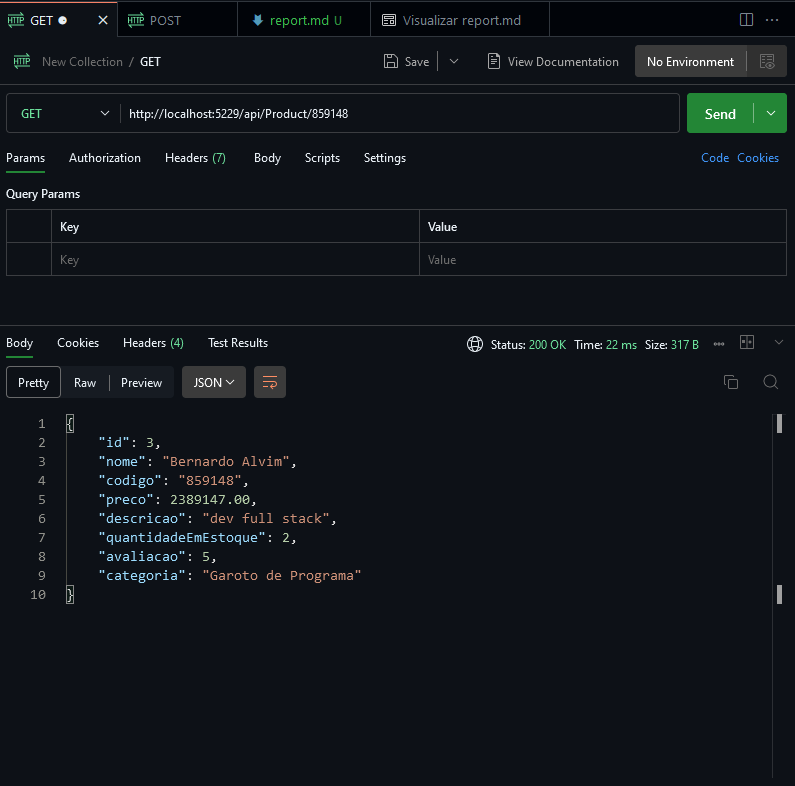 HTTP GET HTTP POST report.md U Visualizar report.md
HTTP New Collection / GET Save View Documentation No Environment
GET http://localhost:5229/api/Product/859148 Send
Params Authorization Headers (7) Body Scripts Settings Code Cookies
Query Params
Key Value
Key Value
Body Cookies Headers (4) Test Results Status: 200 OK Time: 22 ms Size: 317 B
Pretty Raw Preview JSON
1 {
2 "id": 3,
3 "nome": "Bernardo Alvim",
4 "codigo": "859148",
5 "preco": 2389147.00,
6 "descricao": "dev full stack",
7 "quantidadeEmEstoque": 2,
8 "avaliacao": 5,
9 "categoria": "Garoto de Programa"
10 }